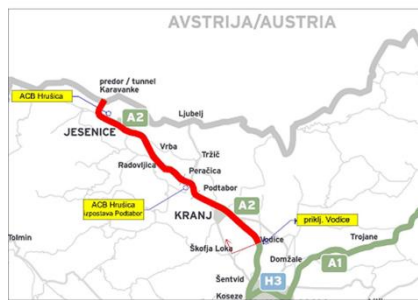 AVSTRIJA/AUSTRIA
predor / tunnel
Karavanke
ACB Hrušica
A2
Ljubelj
JESENICE
Vrba
Tržič
Radovljica
Peračica
Podtabor
ACB Hrušica
izpostava Podtabor
A2
KRANJ
priklj. Vodice
Tolmin
Vodice
Trojane
Škofja Loka
Domžale
A1
Šentvid
H3
Koseze